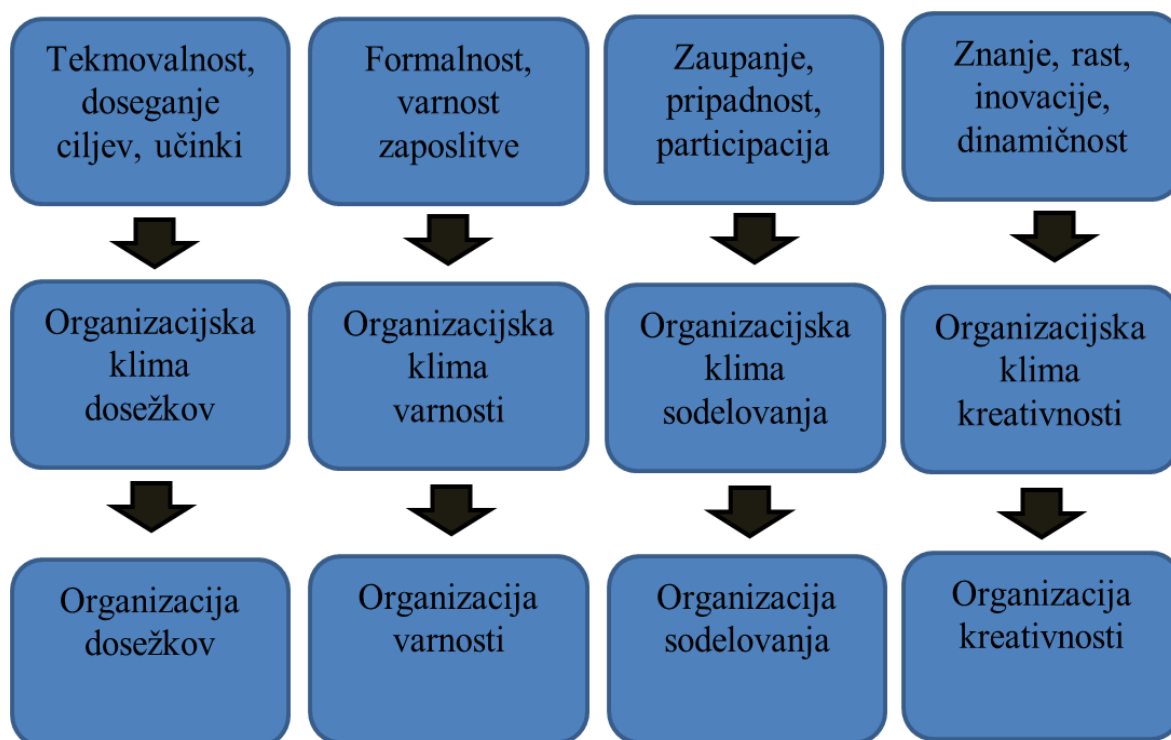 Tekmovalnost,
doseganje
ciljev, učinki
Formalnost,
varnost
zaposlitve
Zaupanje,
pripadnost,
participacija
Znanje, rast,
inovacije,
dinamičnost
Organizacijska
klima
dosežkov
Organizacijska
klima
varnosti
Organizacijska
klima
sodelovanja
Organizacijska
klima
kreativnosti
Organizacija
dosežkov
Organizacija
varnosti
Organizacija
sodelovanja
Organizacija
kreativnosti